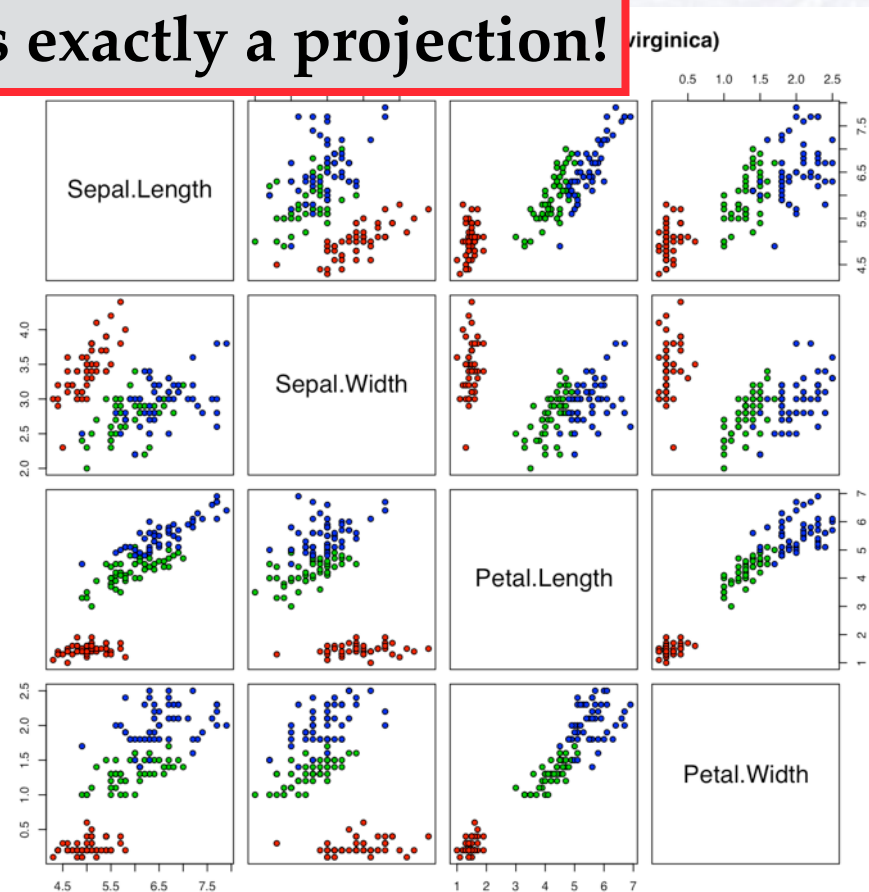 s exactly a projection!
virginica)
0.5 1.0 1.5 2.0 2.5
Sepal.Length
4.5 5.5 6.5 7.5
2.0 2.5 3.0 3.5 4.0
Sepal.Width
Petal.Length
1 2 3 4 5 6 7
0.5 1.0 1.5 2.0 2.5
Petal.Width
4.5 5.5 6.5 7.5
1 2 3 4 5 6 7